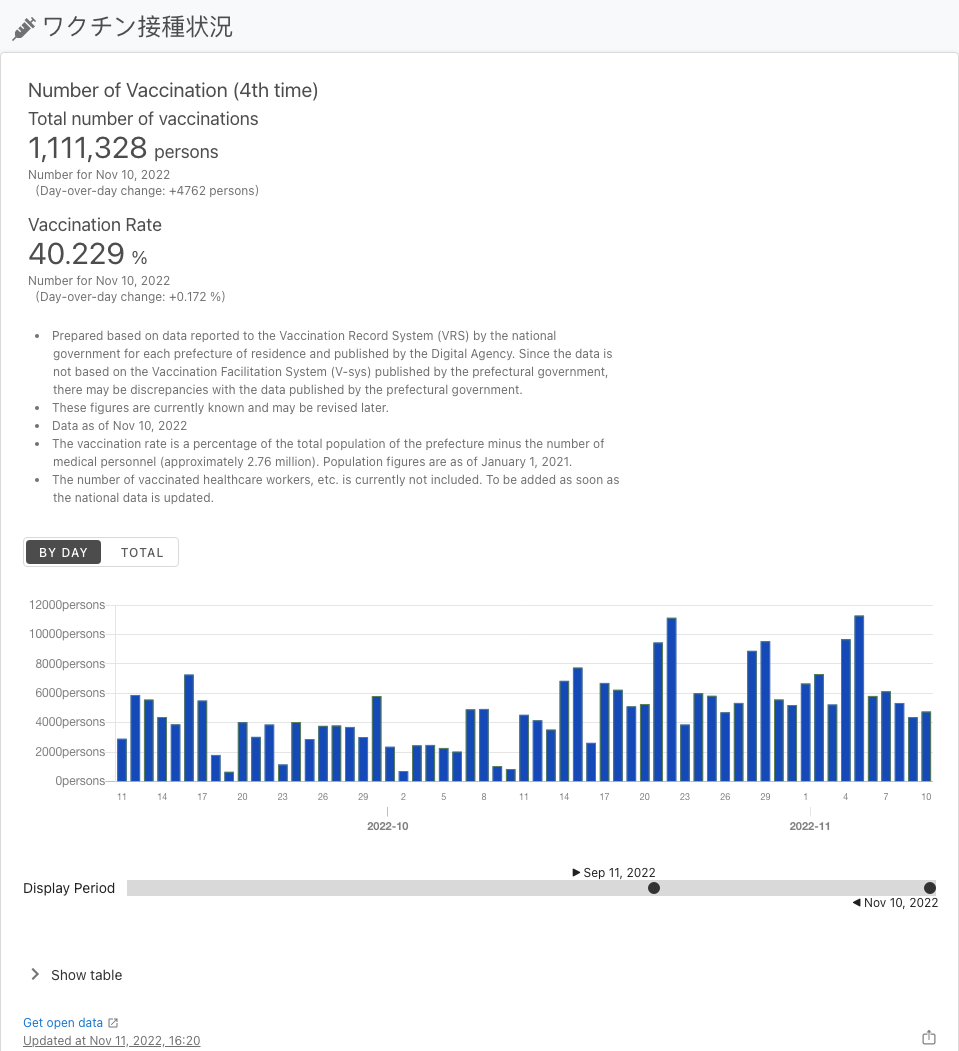 ワクチン接種状況
Number of Vaccination (4th time)
Total number of vaccinations
1,111,328 persons
Number for Nov 10, 2022
(Day-over-day change: +4762 persons)
Vaccination Rate
40.229 %
Number for Nov 10, 2022
(Day-over-day change: +0.172 %)
• Prepared based on data reported to the Vaccination Record System (VRS) by the national
government for each prefecture of residence and published by the Digital Agency. Since the data is
not based on the Vaccination Facilitation System (V-sys) published by the prefectural government,
there may be discrepancies with the data published by the prefectural government.
• These figures are currently known and may be revised later.
• Data as of Nov 10, 2022
• The vaccination rate is a percentage of the total population of the prefecture minus the number of
medical personnel (approximately 2.76 million). Population figures are as of January 1, 2021.
• The number of vaccinated healthcare workers, etc. is currently not included. To be added as soon as
the national data is updated.
BY DAY TOTAL
12000persons
10000persons
8000persons
6000persons
4000persons
2000persons
0persons
11 14 17 20 23 26 29 2 5 8 11 14 17 20 23 26 29 1 4 7 10
2022-10 2022-11
Sep 11, 2022
Display Period
Nov 10, 2022
Show table
Get open data
Updated at Nov 11, 2022, 16:20